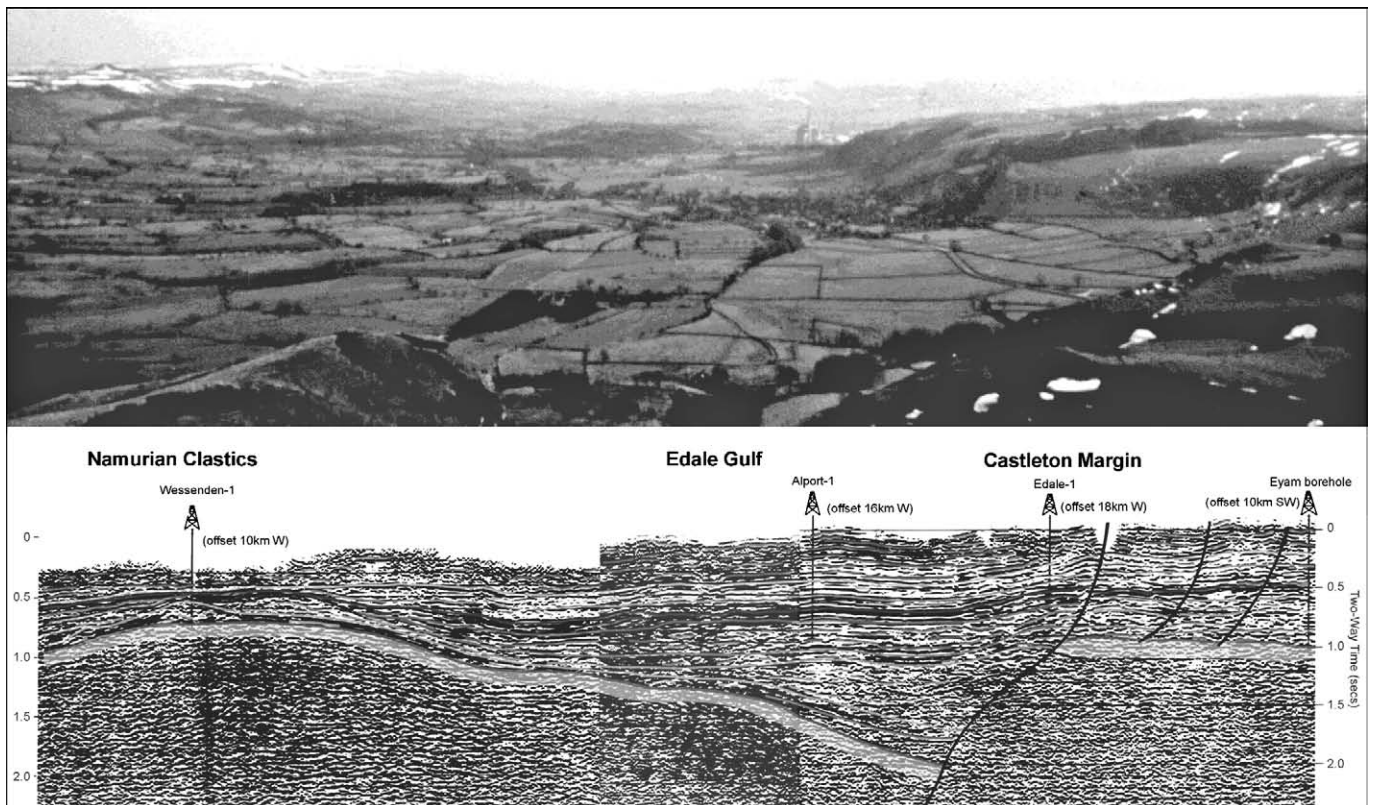 Namurian Clastics
Edale Gulf
Castleton Margin
Wessenden-1
(offset 10km W)
Alport-1
(offset 16km W)
Edale-1
(offset 18km W)
Eyam borehole
(offset 10km SW)
0
0.5
1.0
1.5
2.0
0
0.5
1.0
1.5
2.0
Two-Way Time (secs)